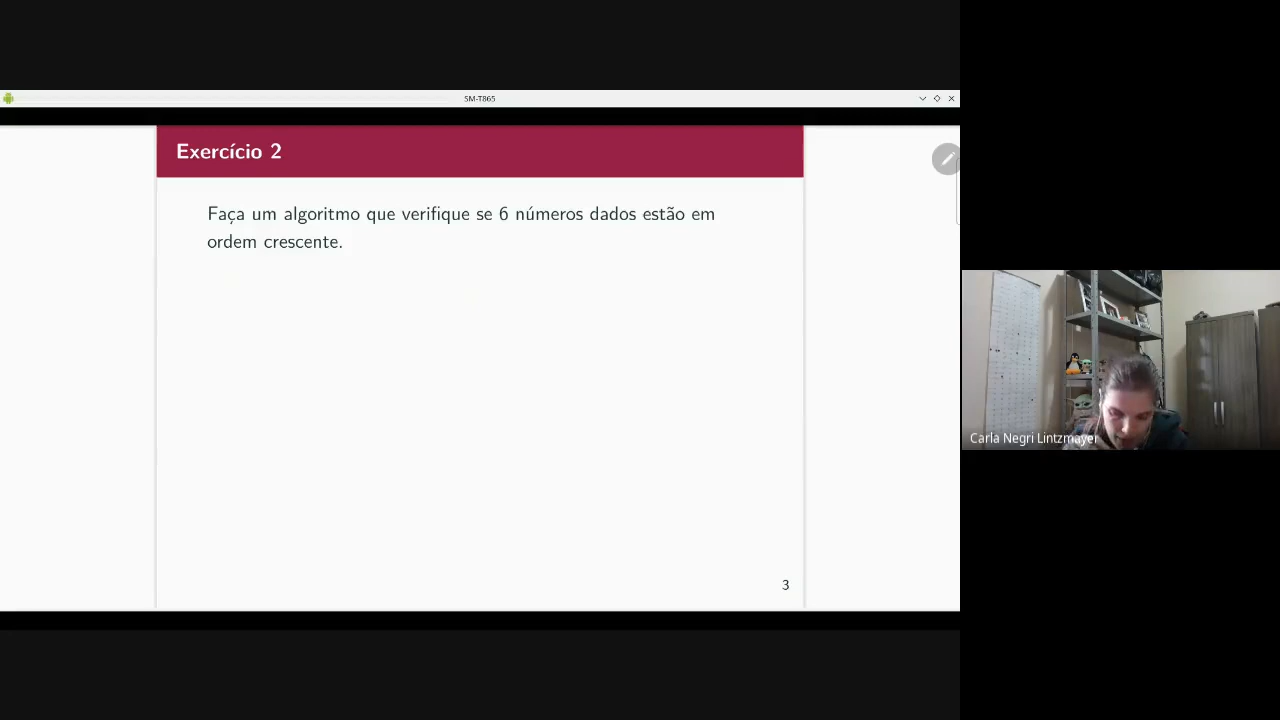 SM-T865
Exercício 2
Faça um algoritmo que verifique se 6 números dados estão em
ordem crescente.
3
Carla Negri Lintzmayer